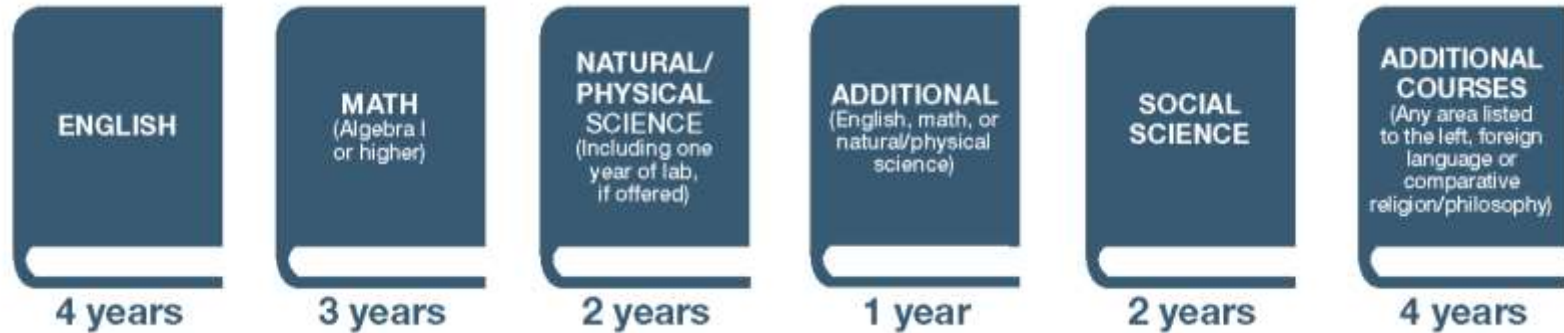 ENGLISH
4 years
MATH
(Algebra I
or higher)
3 years
NATURAL/
PHYSICAL
SCIENCE
(Including one
year of lab,
if offered)
2 years
ADDITIONAL
(English, math, or
natural/physical
science)
1 year
SOCIAL
SCIENCE
2 years
ADDITIONAL
COURSES
(Any area listed
to the left, foreign
language or
comparative
religion/philosophy)
4 years